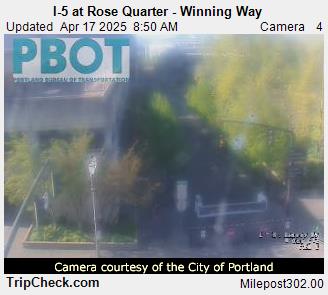 I-5 at Rose Quarter - Winning Way
Updated Apr 17 2025 8:50 AM Camera 4
PBOT
PORTLAND BUREAU OF TRANSPORTATION
Camera courtesy of the City of Portland
TripCheck.com Milepost302.00